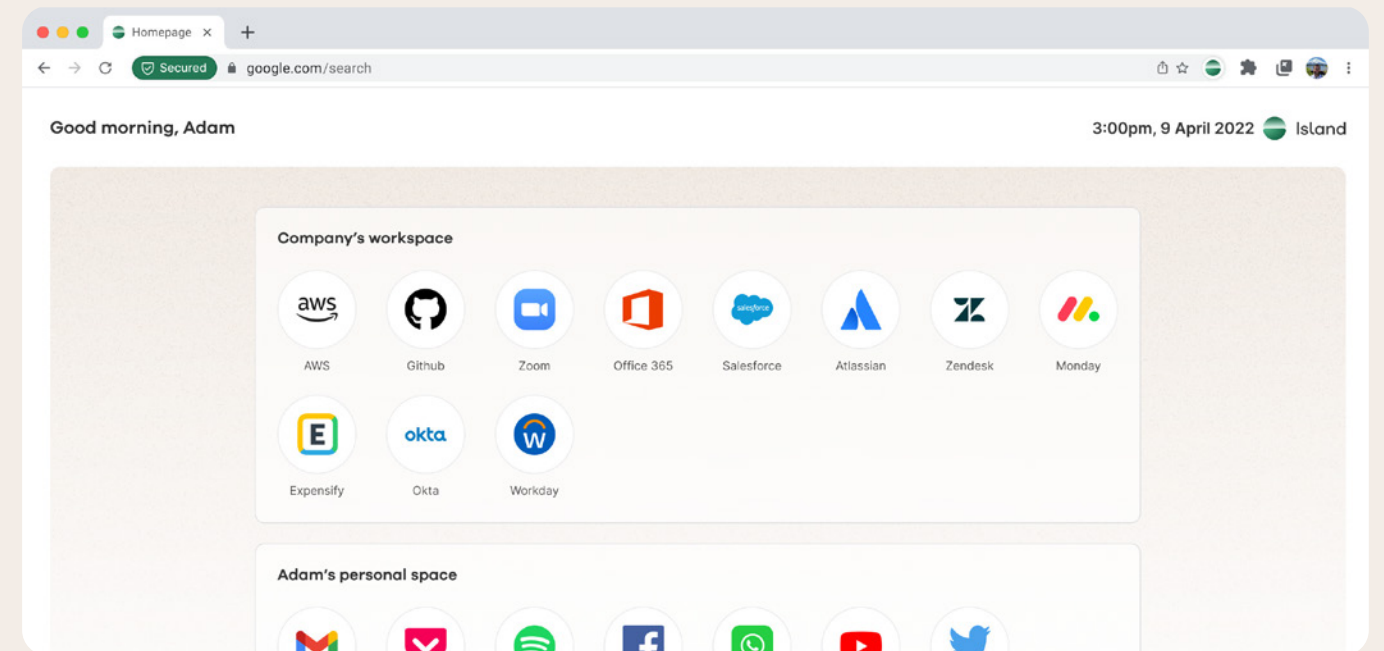 Homepage
Secured google.com/search
Good morning, Adam
3:00pm, 9 April 2022 Island
Company's workspace
aws salesforce
AWS Github Zoom Office 365 Salesforce Atlassian Zendesk Monday
E okta w
Expensify Okta Workday
Adam's personal space